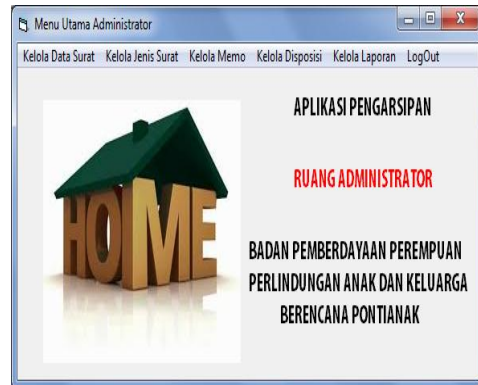 Menu Utama Administrator
Kelola Data Surat Kelola Jenis Surat Kelola Memo Kelola Disposisi Kelola Laporan LogOut
APLIKASI PENGARSIPAN
RUANG ADMINISTRATOR
HOME
BADAN PEMBERDAYAAN PEREMPUAN
PERLINDUNGAN ANAK DAN KELUARGA
BERENCANA PONTIANAK